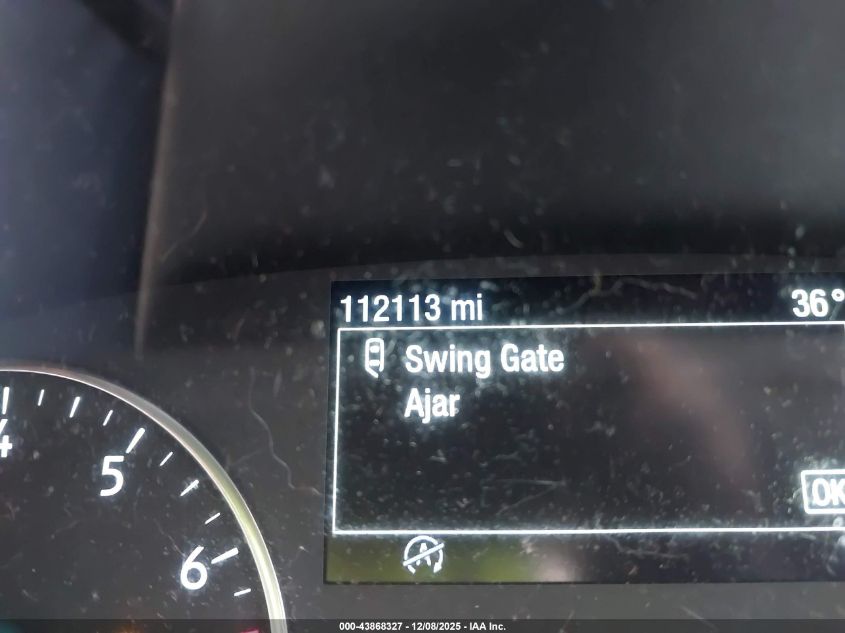 112113 mi 36°
Swing Gate
Ajar
OK
A
4
5
6
000-43868327 - 12/08/2025 - IAA Inc.